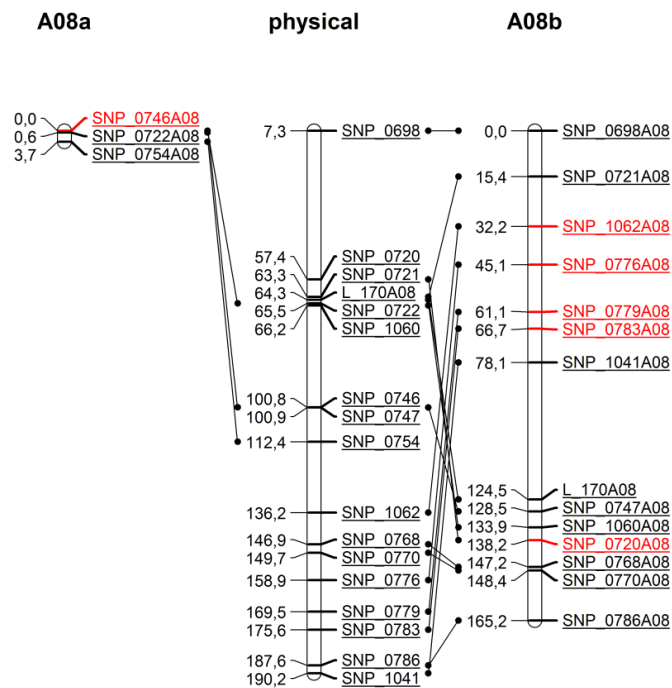 A08a
physical
A08b
0,0 SNP_0746A08
0,6 SNP_0722A08
3,7 SNP_0754A08
7,3 SNP_0698
57,4 SNP_0720
63,3 SNP_0721
64,3 L_170A08
65,5 SNP_0722
66,2 SNP_1060
100,8 SNP_0746
100,9 SNP_0747
112,4 SNP_0754
136,2 SNP_1062
146,9 SNP_0768
149,7 SNP_0770
158,9 SNP_0776
169,5 SNP_0779
175,6 SNP_0783
187,6 SNP_0786
190,2 SNP_1041
0,0 SNP_0698A08
15,4 SNP_0721A08
32,2 SNP_1062A08
45,1 SNP_0776A08
61,1 SNP_0779A08
66,7 SNP_0783A08
78,1 SNP_1041A08
124,5 L_170A08
128,5 SNP_0747A08
133,9 SNP_1060A08
138,2 SNP_0720A08
147,2 SNP_0768A08
148,4 SNP_0770A08
165,2 SNP_0786A08